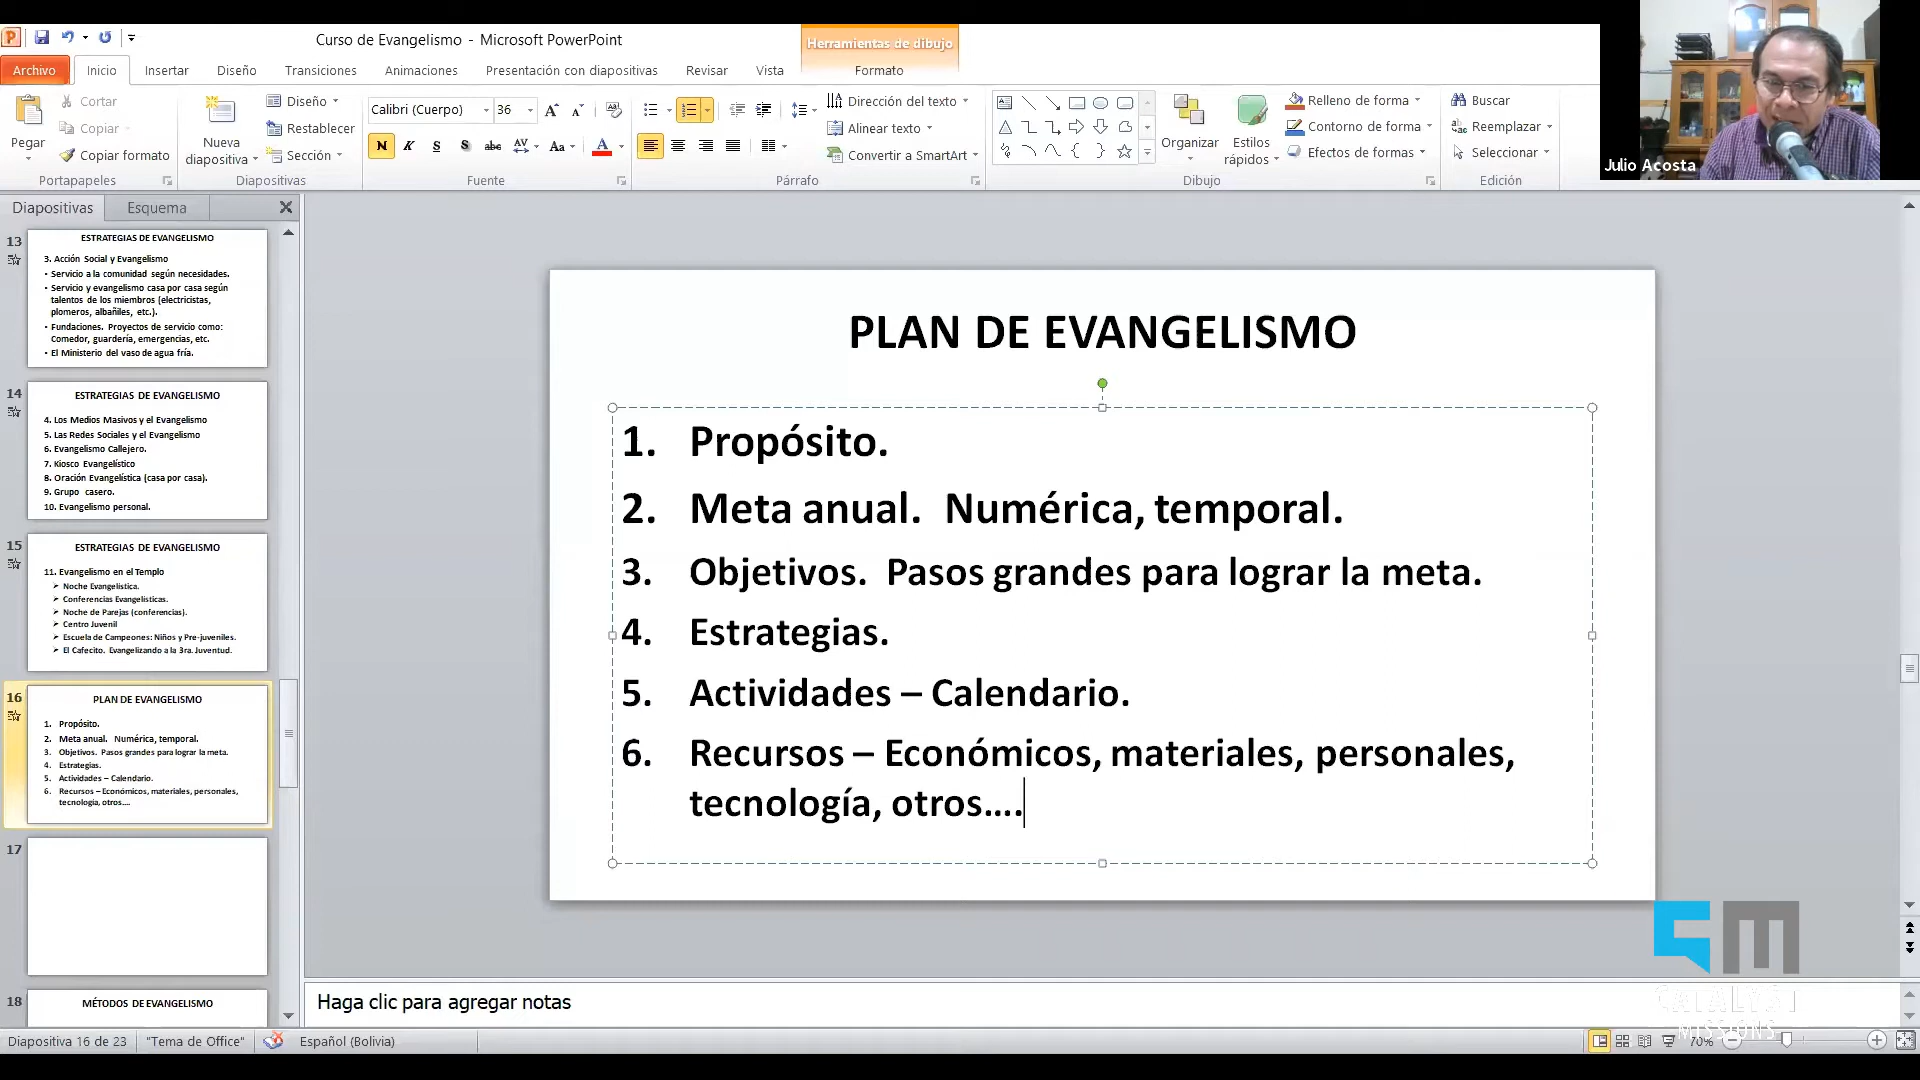 Curso de Evangelismo - Microsoft PowerPoint
Herramientas de dibujo
Archivo
Inicio
Insertar
Diseño
Transiciones
Animaciones
Presentación con diapositivas
Revisar
Vista
Formato
Pegar
Cortar
Copiar
Copiar formato
Portapapeles
Nueva
diapositiva
Diseño
Restablecer
Sección
Diapositivas
Calibri (Cuerpo)
36
N K S S abc AV Aa A
Fuente
Dirección del texto
Alinear texto
Convertir a SmartArt
Párrafo
Organizar
Estilos
rápidos
Relleno de forma
Contorno de forma
Efectos de formas
Dibujo
Buscar
Reemplazar
Seleccionar
Edición
Julio Acosta
Diapositivas
Esquema
13
ESTRATEGIAS DE EVANGELISMO
3. Acción Social y Evangelismo
• Servicio a la comunidad según necesidades.
• Servicio y evangelismo casa por casa según
talentos de los miembros (electricistas,
plomeros, albañiles, etc.).
• Fundaciones. Proyectos de servicio como:
Comedor, guardería, emergencias, etc.
• El Ministerio del vaso de agua fría.
14
ESTRATEGIAS DE EVANGELISMO
4. Los Medios Masivos y el Evangelismo
5. Las Redes Sociales y el Evangelismo
6. Evangelismo Callejero.
7. Kiosco Evangelístico
8. Oración Evangelística (casa por casa).
9. Grupo casero.
10. Evangelismo personal.
15
ESTRATEGIAS DE EVANGELISMO
11. Evangelismo en el Templo
Noche Evangelística.
Conferencias Evangelísticas.
Noche de Parejas (conferencias).
Centro Juvenil
Escuela de Campeones: Niños y Pre-juveniles.
El Cafecito. Evangelizando a la 3ra. Juventud.
16
PLAN DE EVANGELISMO
1. Propósito.
2. Meta anual. Numérica, temporal.
3. Objetivos. Pasos grandes para lograr la meta.
4. Estrategias.
5. Actividades – Calendario.
6. Recursos – Económicos, materiales, personales,
tecnología, otros....
17
18
MÉTODOS DE EVANGELISMO
PLAN DE EVANGELISMO
1. Propósito.
2. Meta anual. Numérica, temporal.
3. Objetivos. Pasos grandes para lograr la meta.
4. Estrategias.
5. Actividades – Calendario.
6. Recursos – Económicos, materiales, personales,
tecnología, otros....
Haga clic para agregar notas
CATALYST
MISSIONS
Diapositiva 16 de 23
"Tema de Office"
Español (Bolivia)
70%